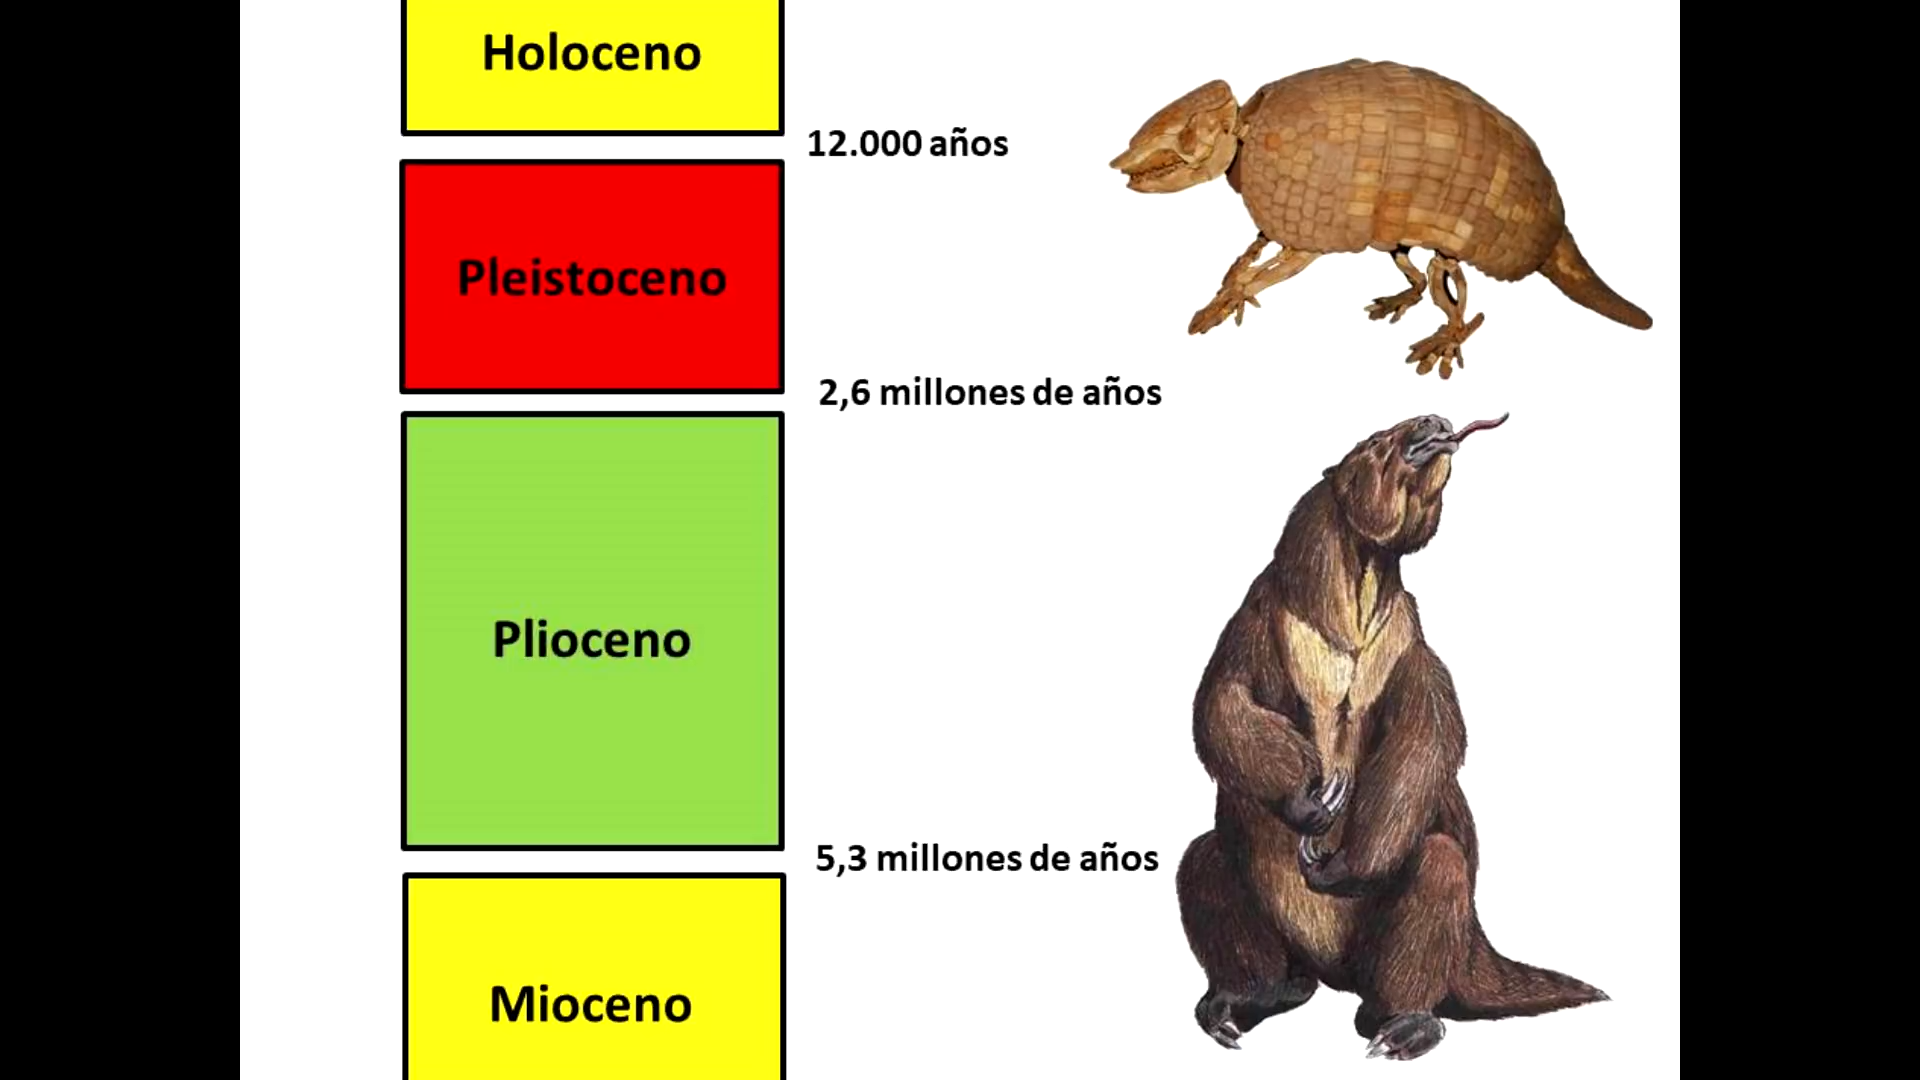 Holoceno
12.000 años
Pleistoceno
2,6 millones de años
Plioceno
5,3 millones de años
Mioceno